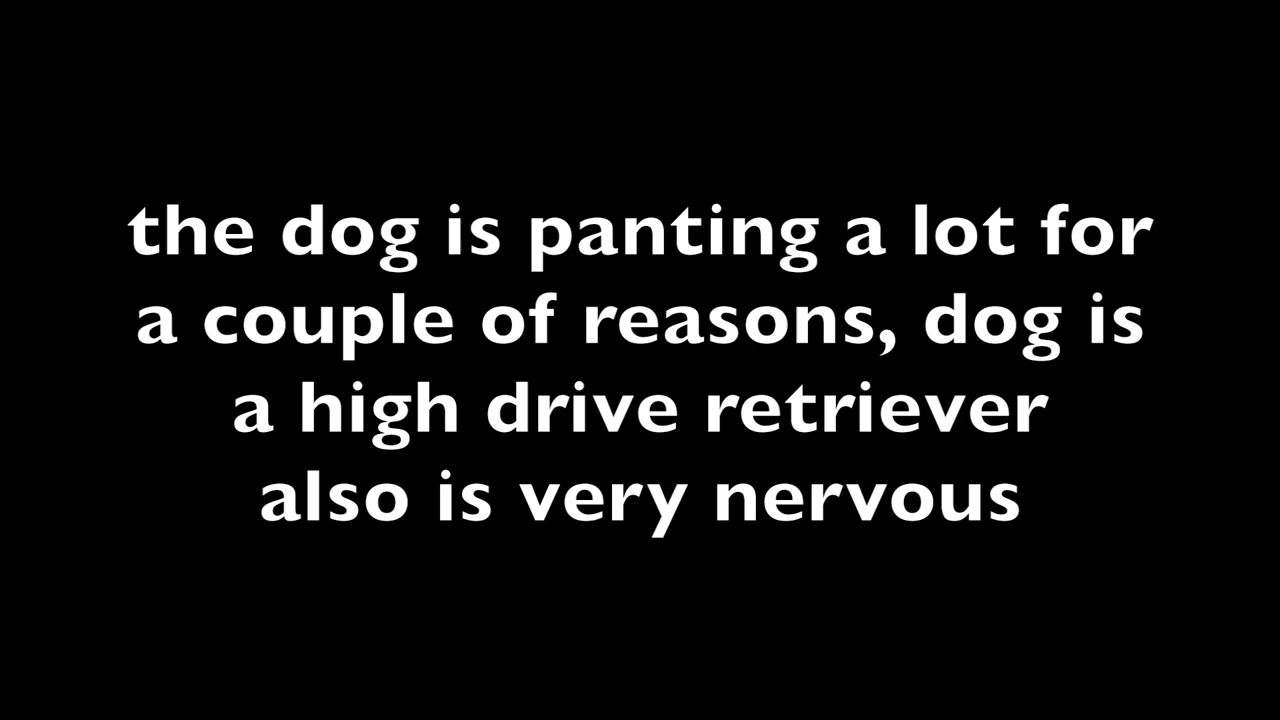 the dog is panting a lot for
a couple of reasons, dog is
a high drive retriever
also is very nervous